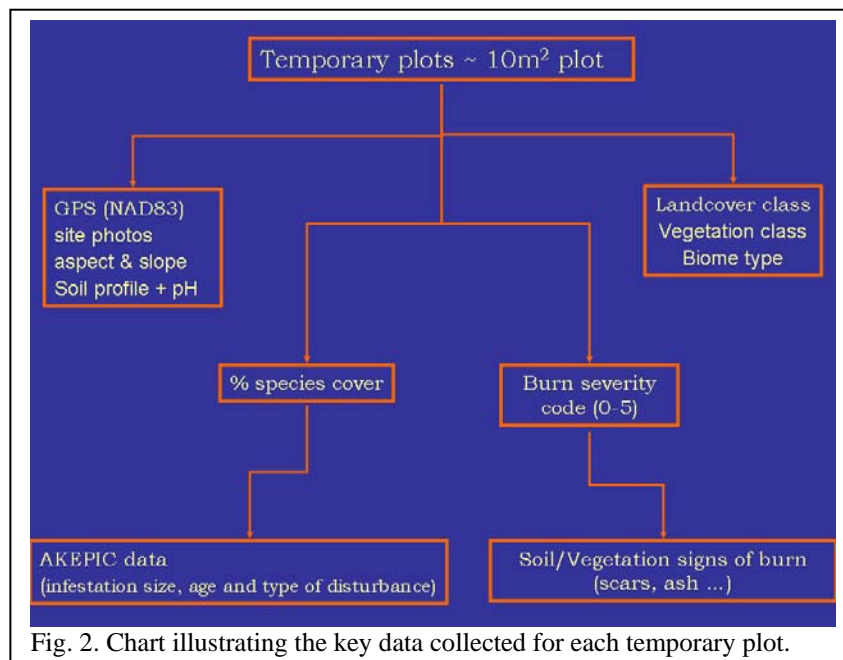 Temporary plots ~ 10m² plot
GPS (NAD83)
site photos
aspect & slope
Soil profile + pH
Landcover class
Vegetation class
Biome type
% species cover
Burn severity
code (0-5)
AKEPIC data
(infestation size, age and type of disturbance)
Soil/Vegetation signs of burn
(scars, ash ...)
Fig. 2. Chart illustrating the key data collected for each temporary plot.